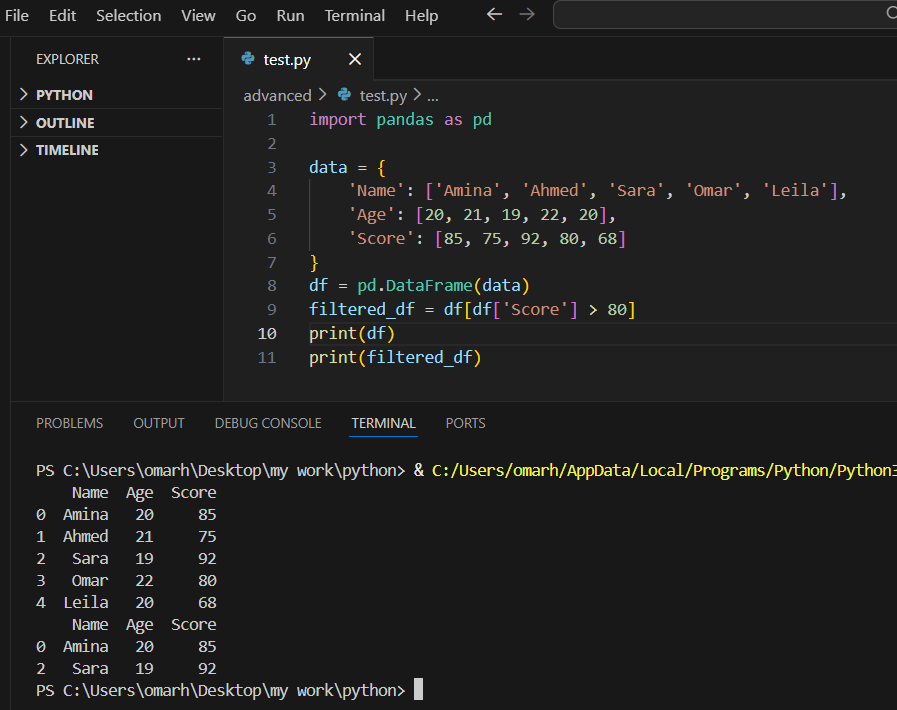 File Edit Selection View Go Run Terminal Help
EXPLORER
PYTHON
OUTLINE
TIMELINE
test.py
advanced > test.py > ...
1 import pandas as pd
2
3 data = {
4     'Name': ['Amina', 'Ahmed', 'Sara', 'Omar', 'Leila'],
5     'Age': [20, 21, 19, 22, 20],
6     'Score': [85, 75, 92, 80, 68]
7 }
8 df = pd.DataFrame(data)
9 filtered_df = df[df['Score'] > 80]
10 print(df)
11 print(filtered_df)
PROBLEMS OUTPUT DEBUG CONSOLE TERMINAL PORTS
PS C:\Users\omarh\Desktop\my work\python> & C:/Users/omarh/AppData/Local/Programs/Python/Python3
    Name  Age  Score
0  Amina   20     85
1  Ahmed   21     75
2   Sara   19     92
3   Omar   22     80
4  Leila   20     68
    Name  Age  Score
0  Amina   20     85
2   Sara   19     92
PS C:\Users\omarh\Desktop\my work\python>